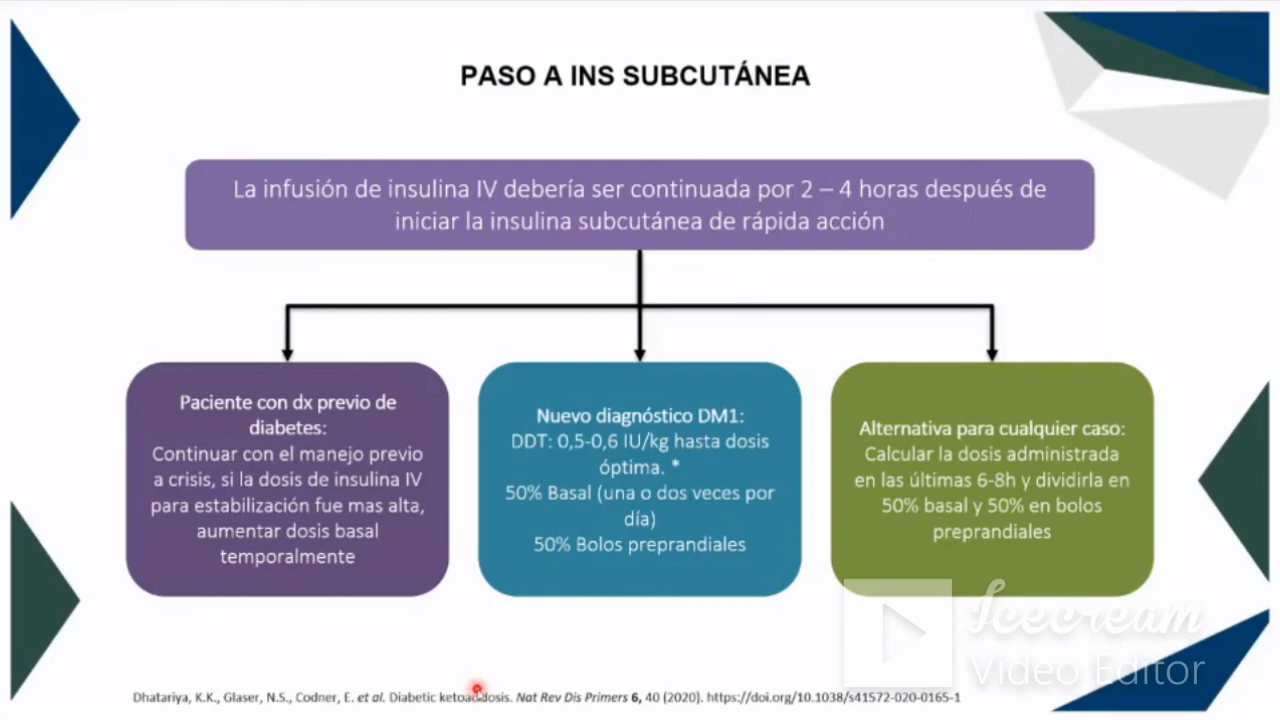 PASO A INS SUBCUTÁNEA
La infusión de insulina IV debería ser continuada por 2 – 4 horas después de
iniciar la insulina subcutánea de rápida acción
Paciente con dx previo de
diabetes:
Continuar con el manejo previo
a crisis, si la dosis de insulina IV
para estabilización fue mas alta,
aumentar dosis basal
temporalmente
Nuevo diagnóstico DM1:
DDT: 0,5-0,6 IU/kg hasta dosis
óptima. *
50% Basal (una o dos veces por
día)
50% Bolos preprandiales
Alternativa para cualquier caso:
Calcular la dosis administrada
en las últimas 6-8h y dividirla en
50% basal y 50% en bolos
preprandiales
Icecream
Video Editor
Dhatariya, K.K., Glaser, N.S., Codner, E. et al. Diabetic ketoacidosis. Nat Rev Dis Primers 6, 40 (2020). https://doi.org/10.1038/s41572-020-0165-1